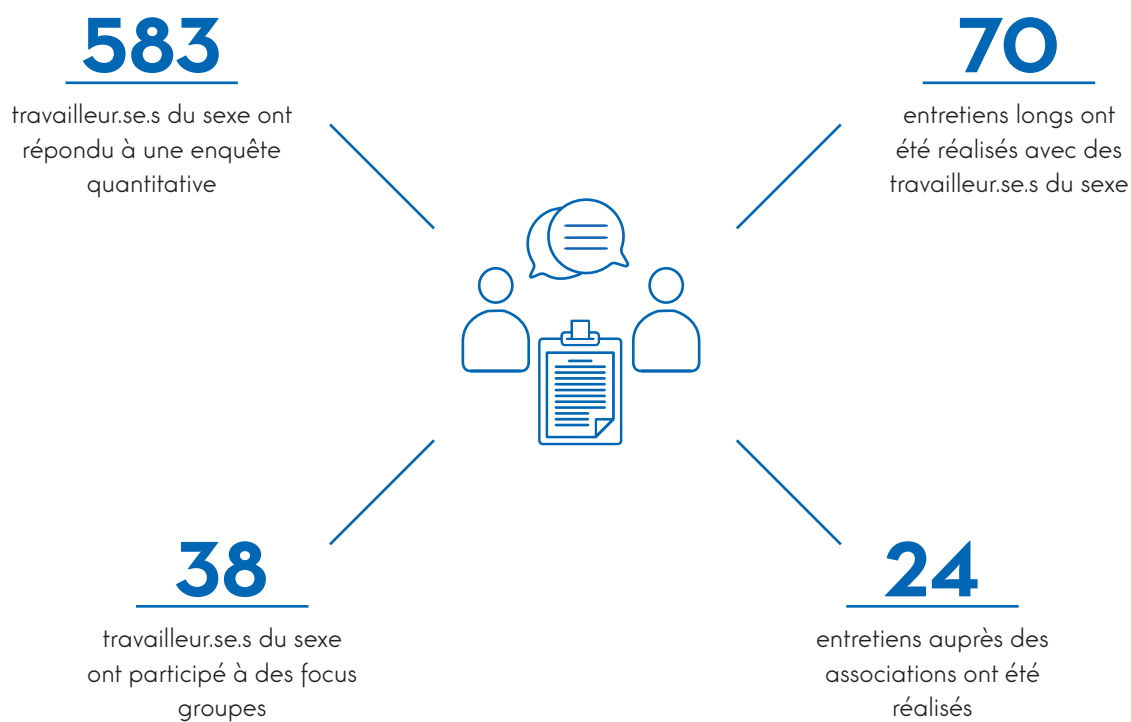 583
travailleur.se.s du sexe ont
répondu à une enquête
quantitative
70
entretiens longs ont
été réalisés avec des
travailleur.se.s du sexe
38
travailleur.se.s du sexe
ont participé à des focus
groupes
24
entretiens auprès des
associations ont été
réalisés